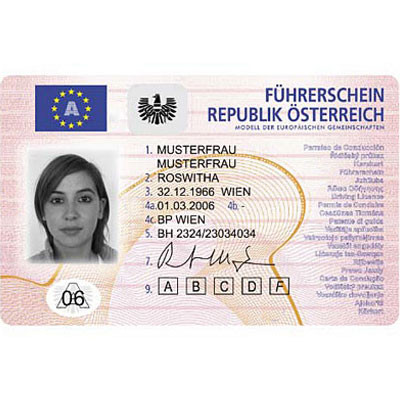 A
FÜHRERSCHEIN
REPUBLIK ÖSTERREICH
MODELL DER EUROPÄISCHEN GEMEINSCHAFTEN
1. MUSTERFRAU
MUSTERFRAU
2. ROSWITHA
3. 32.12.1966 WIEN
4a. 01.03.2006 4b. -
4c. BP WIEN
5. BH 2324/23034034
7.
9. A B C D F
06
Permiso de Conducción
Řidičský průkaz
Kørekort
Führerschein
Juhiluba
Άδεια Οδήγησης
Driving Licence
Permis de Conduire
Ceadúnas Tiomána
Patente di guida
Vadītāja apliecība
Vairuotojo pažymėjimas
Vezetői engedély
Liċenzja tas-Sewqan
Rijbewijs
Prawo Jazdy
Carta de Condução
Vodičský preukaz
Vozniško dovoljenje
Ajokortti
Körkort